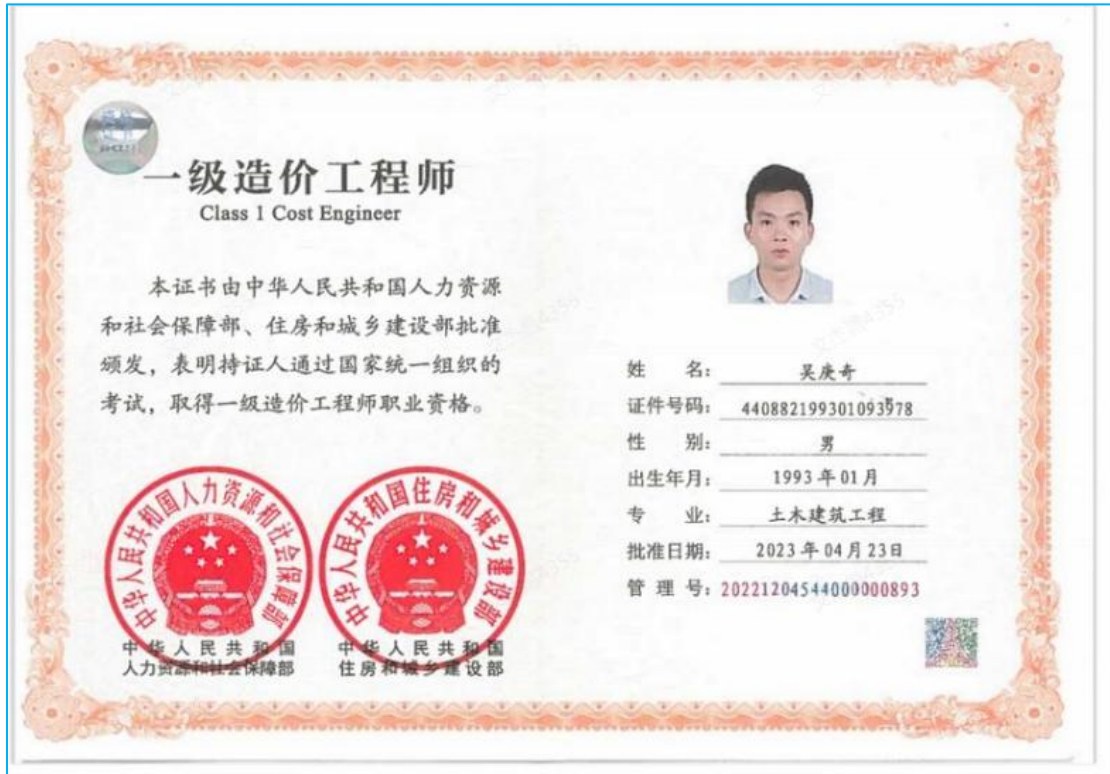 一级造价工程师
Class 1 Cost Engineer
本证书由中华人民共和国人力资源
和社会保障部、住房和城乡建设部批准
颁发，表明持证人通过国家统一组织的
考试，取得一级造价工程师职业资格。
中华人民共和国人力资源和社会保障部
中华人民共和国
人力资源和社会保障部
中华人民共和国住房和城乡建设部
中华人民共和国
住房和城乡建设部
姓 名： 吴庚奇
证件号码： 440882199301093978
性 别： 男
出生年月： 1993年01月
专 业： 土木建筑工程
批准日期： 2023年04月23日
管 理 号：20221204544000000893